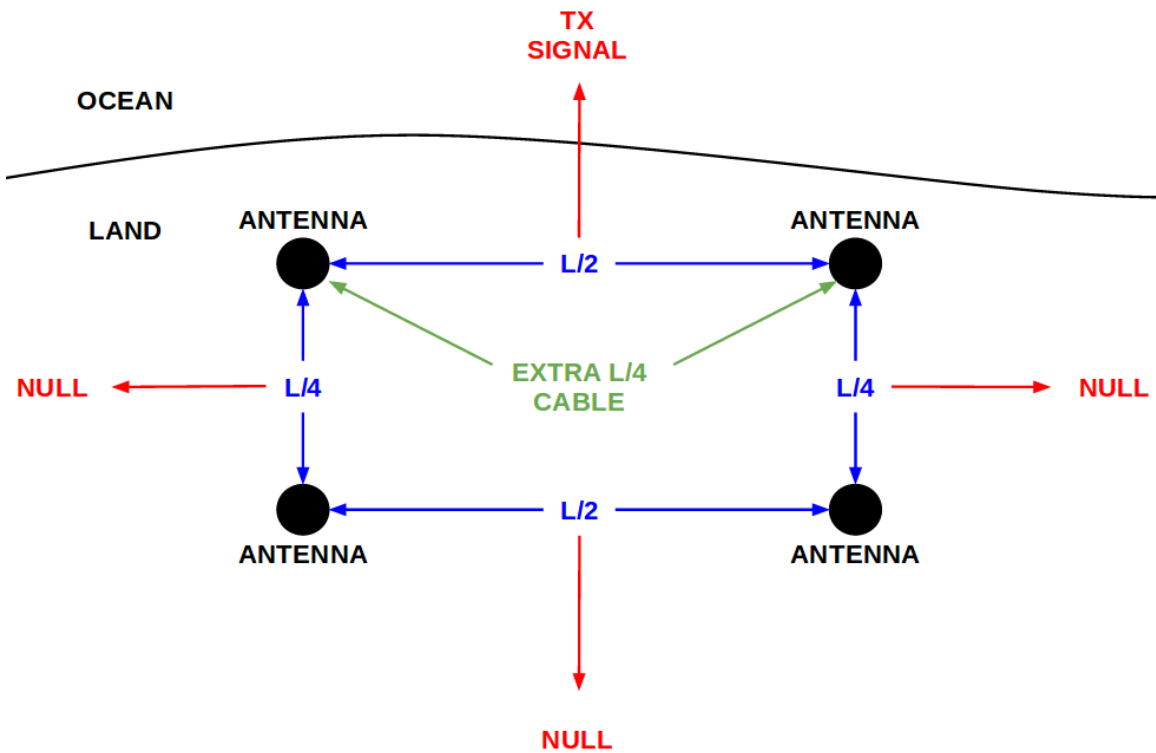 TX
SIGNAL
OCEAN
LAND
ANTENNA
ANTENNA
L/2
EXTRA L/4
CABLE
NULL
L/4
L/4
NULL
L/2
ANTENNA
ANTENNA
NULL